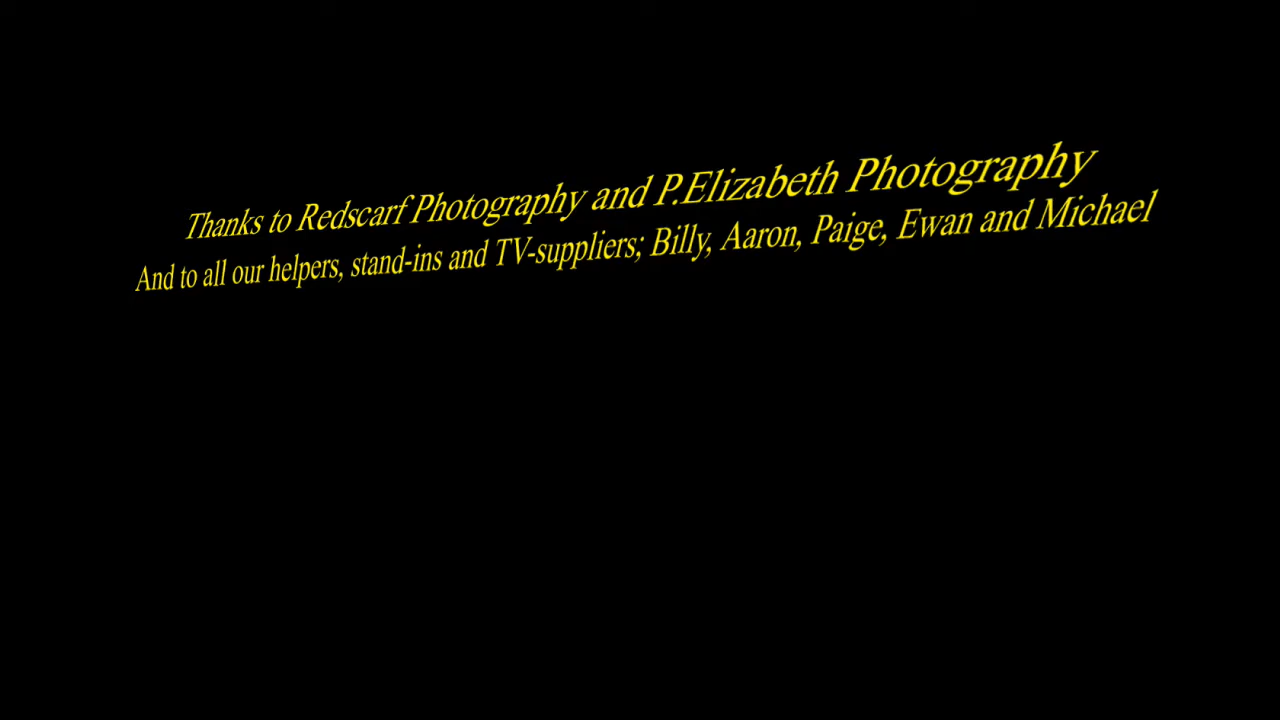 Thanks to Redscarf Photography and P.Elizabeth Photography
And to all our helpers, stand-ins and TV-suppliers; Billy, Aaron, Paige, Ewan and Michael